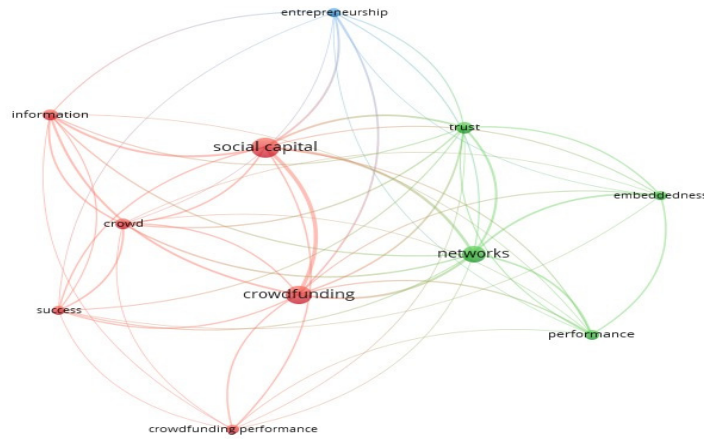 entrepreneurship
information
trust
social capital
embeddedness
crowd
networks
crowdfunding
success
performance
crowdfunding performance